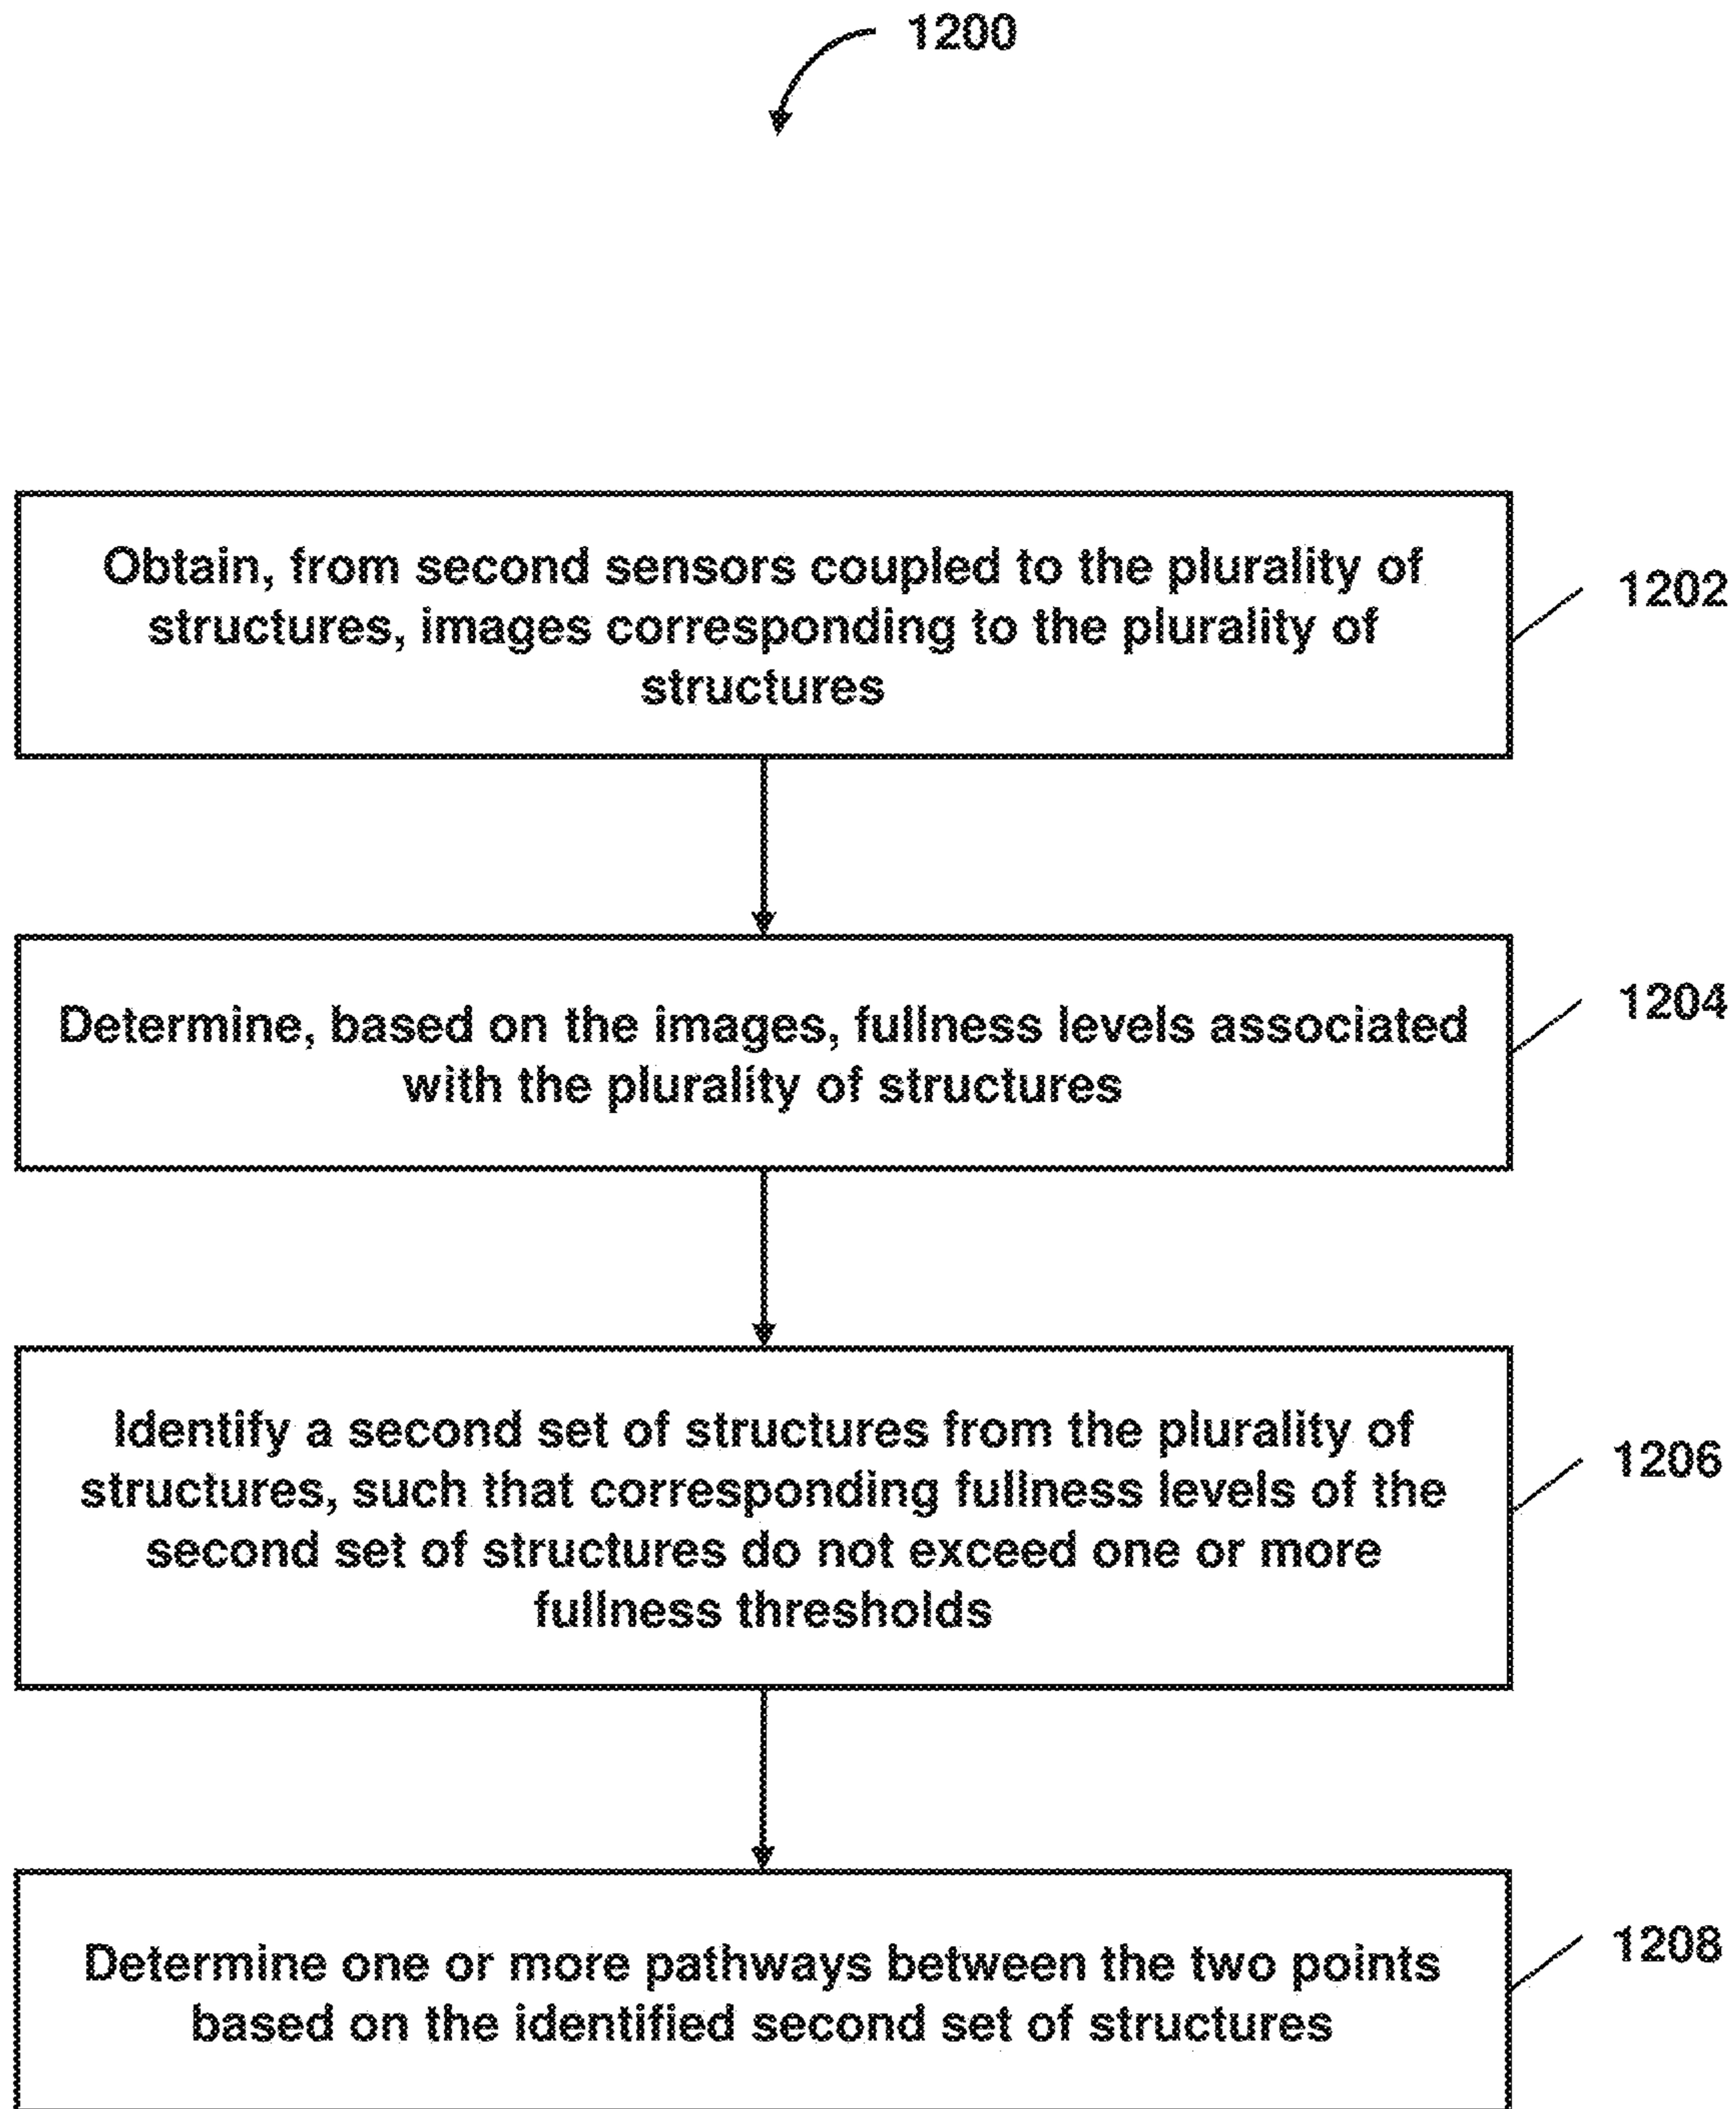 1200
Obtain, from second sensors coupled to the plurality of
structures, images corresponding to the plurality of
structures
1202
Determine, based on the images, fullness levels associated
with the plurality of structures
1204
Identify a second set of structures from the plurality of
structures, such that corresponding fullness levels of the
second set of structures do not exceed one or more
fullness thresholds
1206
Determine one or more pathways between the two points
based on the identified second set of structures
1208